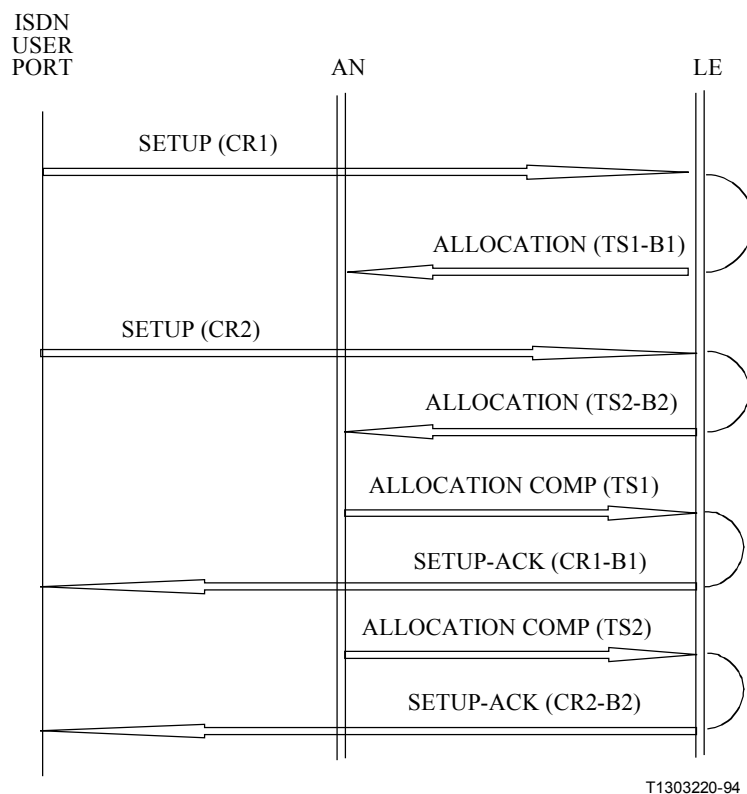 ISDN
USER
PORT
AN
LE
SETUP (CR1)
ALLOCATION (TS1-B1)
SETUP (CR2)
ALLOCATION (TS2-B2)
ALLOCATION COMP (TS1)
SETUP-ACK (CR1-B1)
ALLOCATION COMP (TS2)
SETUP-ACK (CR2-B2)
T1303220-94